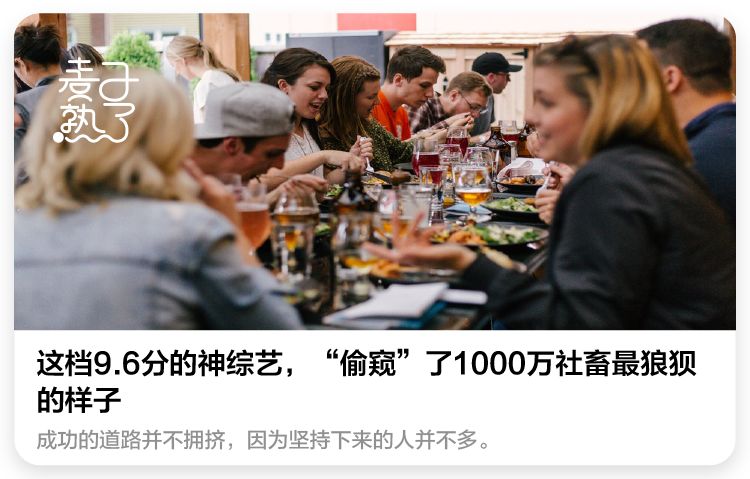 麦子
熟了
这档9.6分的神综艺，“偷窥”了1000万社畜最狼狈
的样子
成功的道路并不拥挤，因为坚持下来的人并不多。